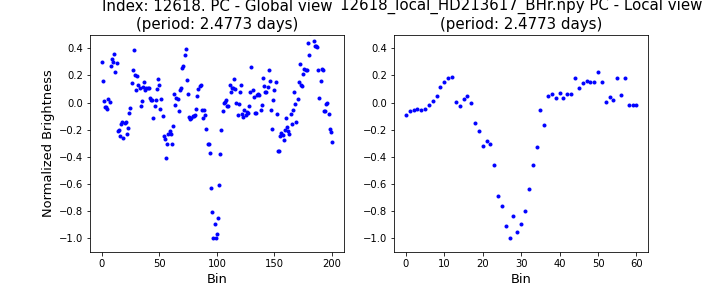 Index: 12618. PC - Global view
(period: 2.4773 days)
12618_local_HD213617_BHr.npy PC - Local view
(period: 2.4773 days)
Normalized Brightness
0.4
0.2
0.0
−0.2
−0.4
−0.6
−0.8
−1.0
0 50 100 150 200
Bin
0.4
0.2
0.0
−0.2
−0.4
−0.6
−0.8
−1.0
0 10 20 30 40 50 60
Bin